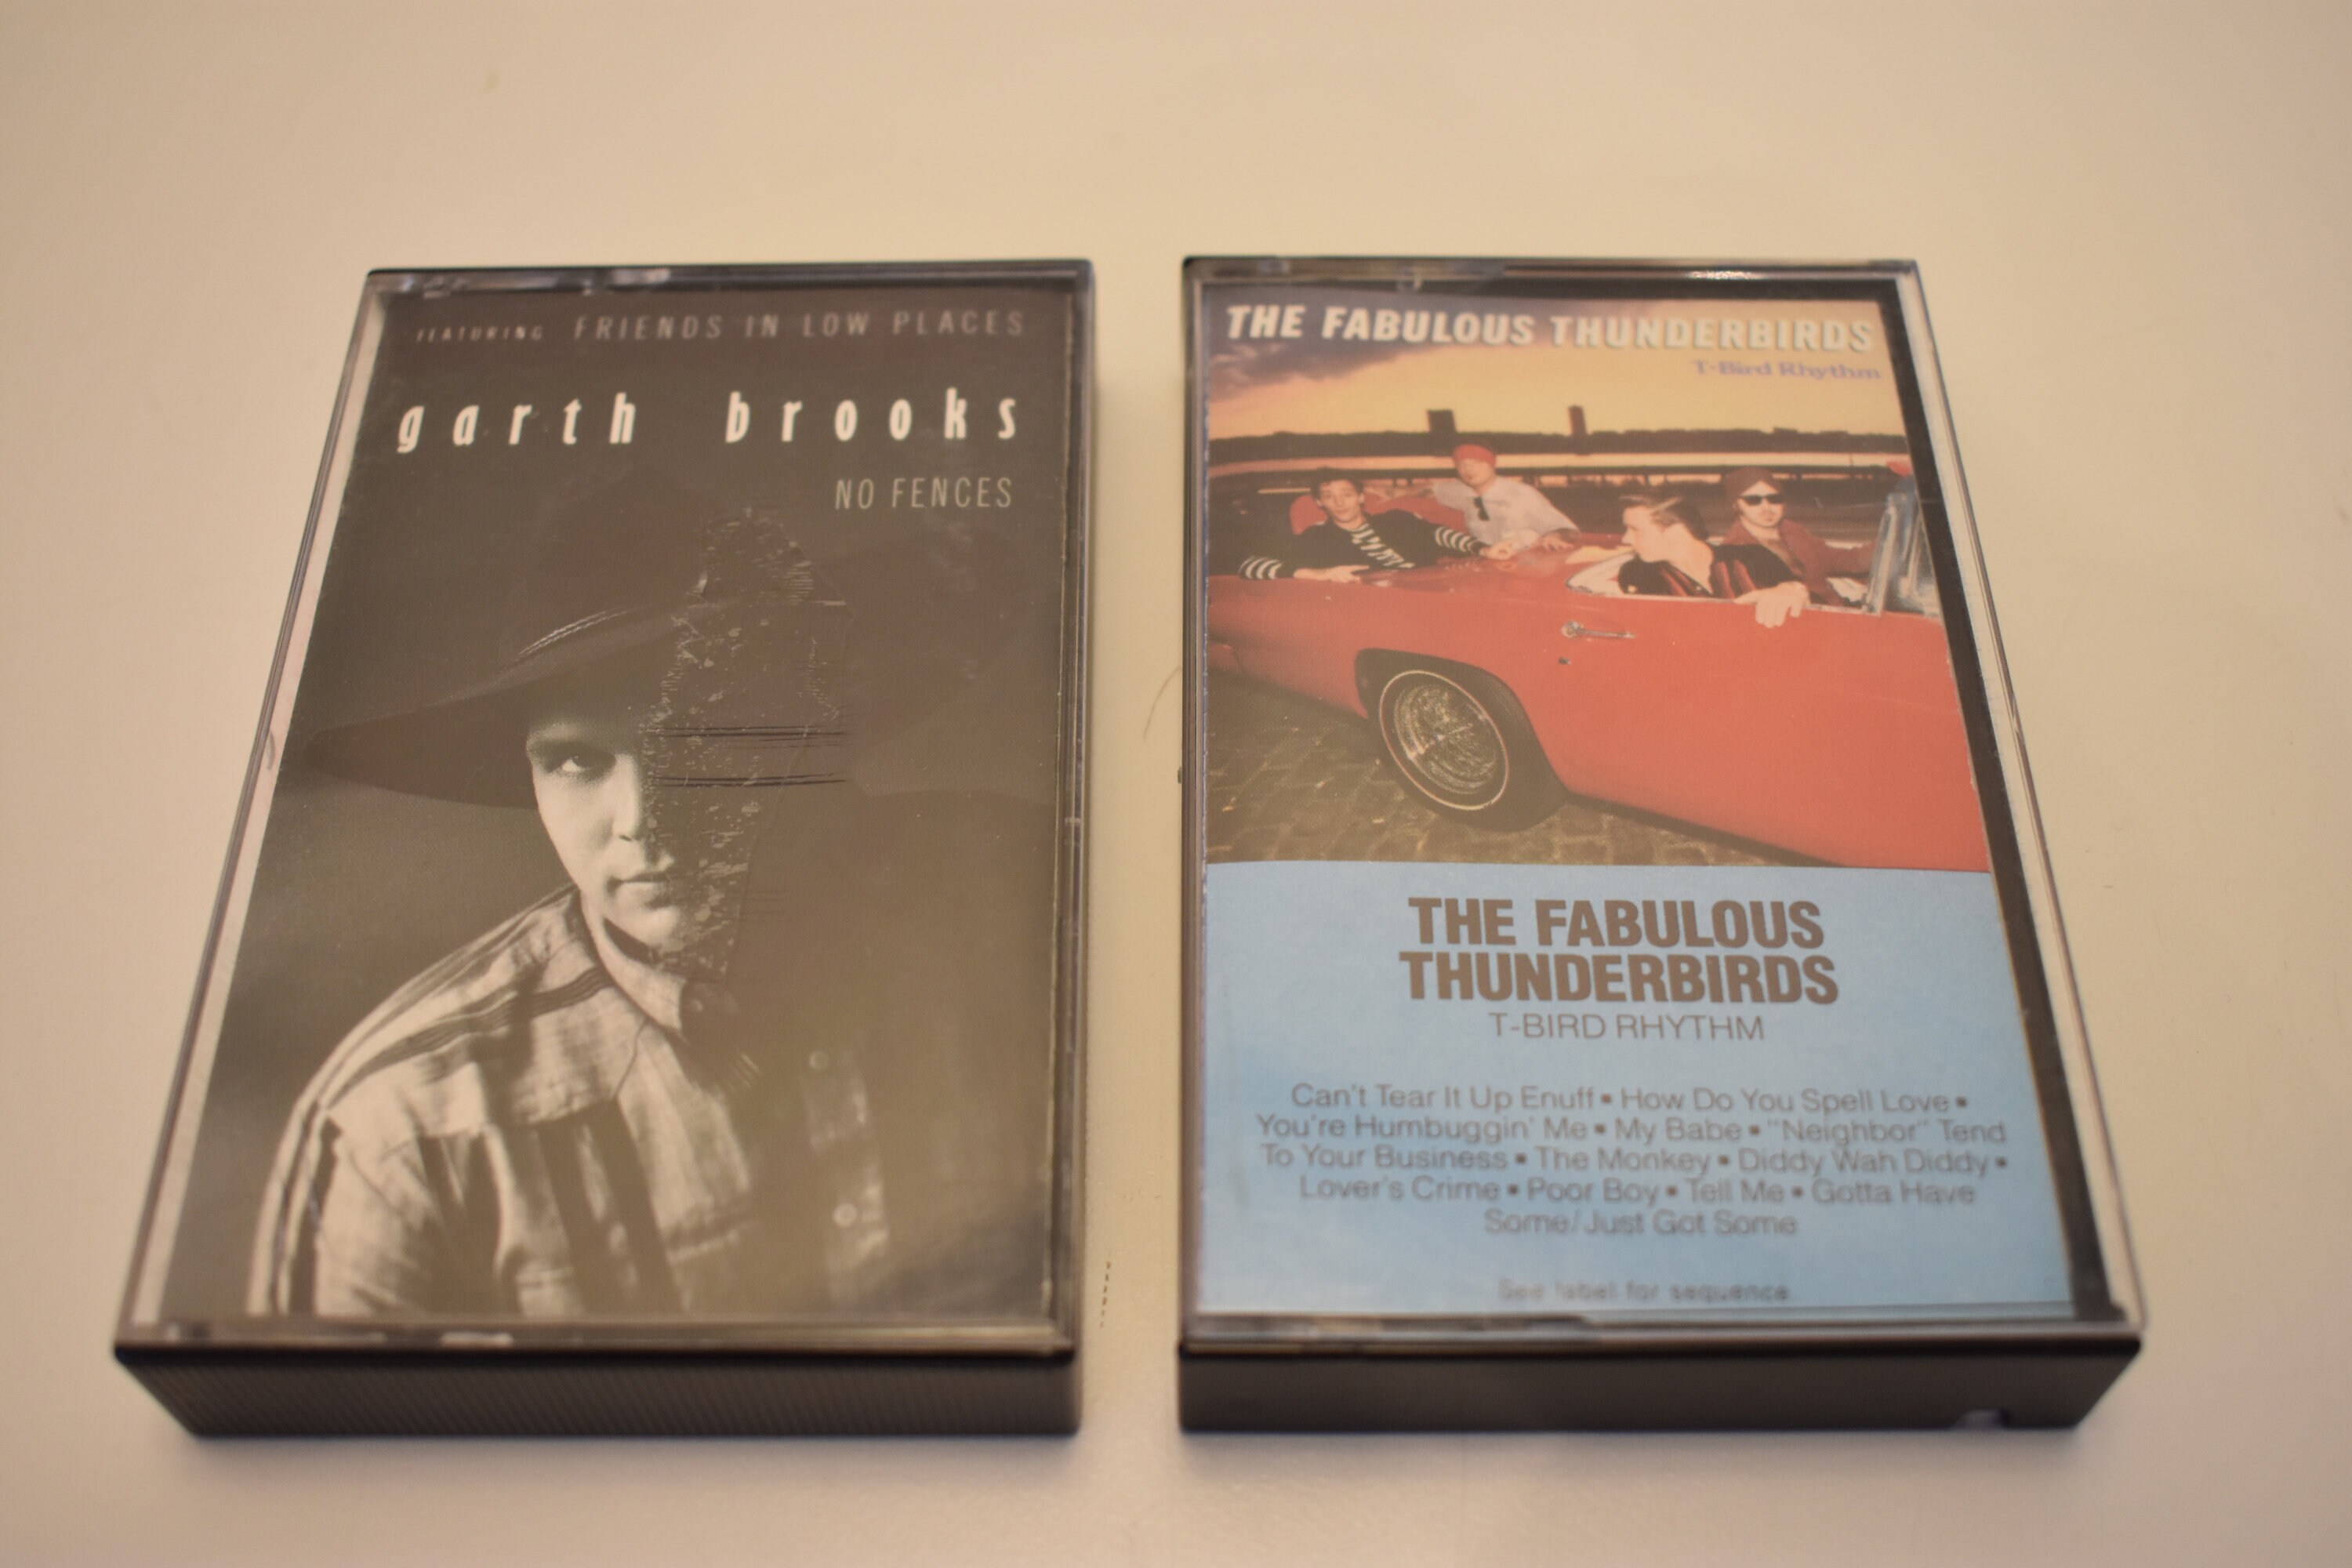 FEATURING FRIENDS IN LOW PLACES
garth brooks
NO FENCES
THE FABULOUS THUNDERBIRDS
T-Bird Rhythm
THE FABULOUS
THUNDERBIRDS
T-BIRD RHYTHM
Can't Tear It Up Enuff ▪ How Do You Spell Love ▪
You're Humbuggin' Me ▪ My Babe ▪ "Neighbor" Tend
To Your Business ▪ The Monkey ▪ Diddy Wah Diddy ▪
Lover's Crime ▪ Poor Boy ▪ Tell Me ▪ Gotta Have
Some/Just Got Some
See label for sequence